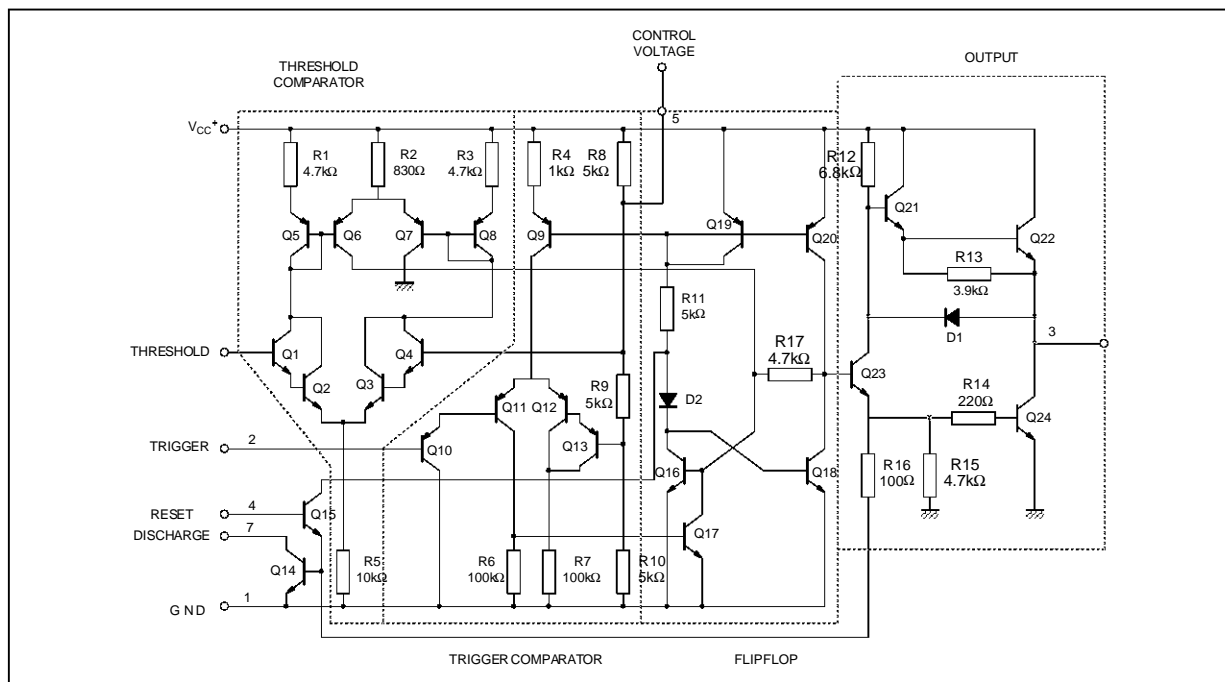 CONTROL
VOLTAGE
THRESHOLD
COMPARATOR
OUTPUT
5
VCC+
R1
4.7kΩ
R2
830Ω
R3
4.7kΩ
R4
1kΩ
R8
5kΩ
R12
6.8kΩ
Q5
Q6
Q7
Q8
Q9
Q19
Q20
Q21
Q22
R13
3.9kΩ
R11
5kΩ
D1
3
THRESHOLD
Q1
Q2
Q3
Q4
R17
4.7kΩ
Q23
R9
5kΩ
D2
R14
220Ω
Q11
Q12
Q24
TRIGGER
2
Q10
Q13
Q16
Q18
R16
100Ω
R15
4.7kΩ
RESET
4
Q15
DISCHARGE
7
Q17
Q14
R5
10kΩ
R6
100kΩ
R7
100kΩ
R10
5kΩ
GND
1
TRIGGER COMPARATOR
FLIPFLOP